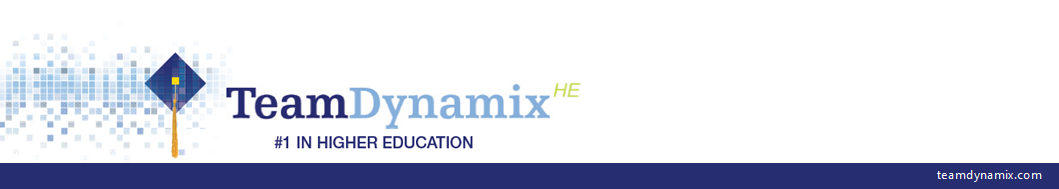 TeamDynamix HE
#1 IN HIGHER EDUCATION
teamdynamix.com